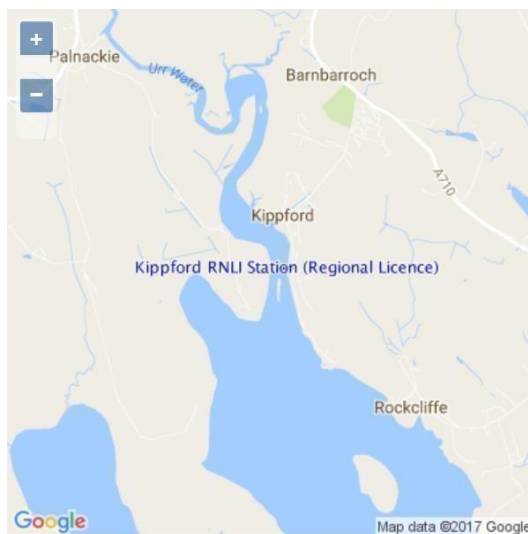 +
Palnackie
−
Urr Water
Barnbarroch
A710
Kippford
Kippford RNLI Station (Regional Licence)
Rockcliffe
Google
Map data ©2017 Google